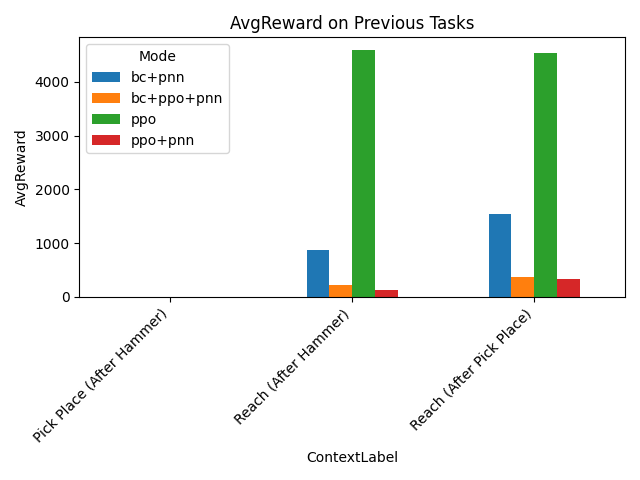 AvgReward on Previous Tasks
Mode
bc+pnn
bc+ppo+pnn
ppo
ppo+pnn
AvgReward
4000
3000
2000
1000
0
Pick Place (After Hammer)
Reach (After Hammer)
Reach (After Pick Place)
ContextLabel